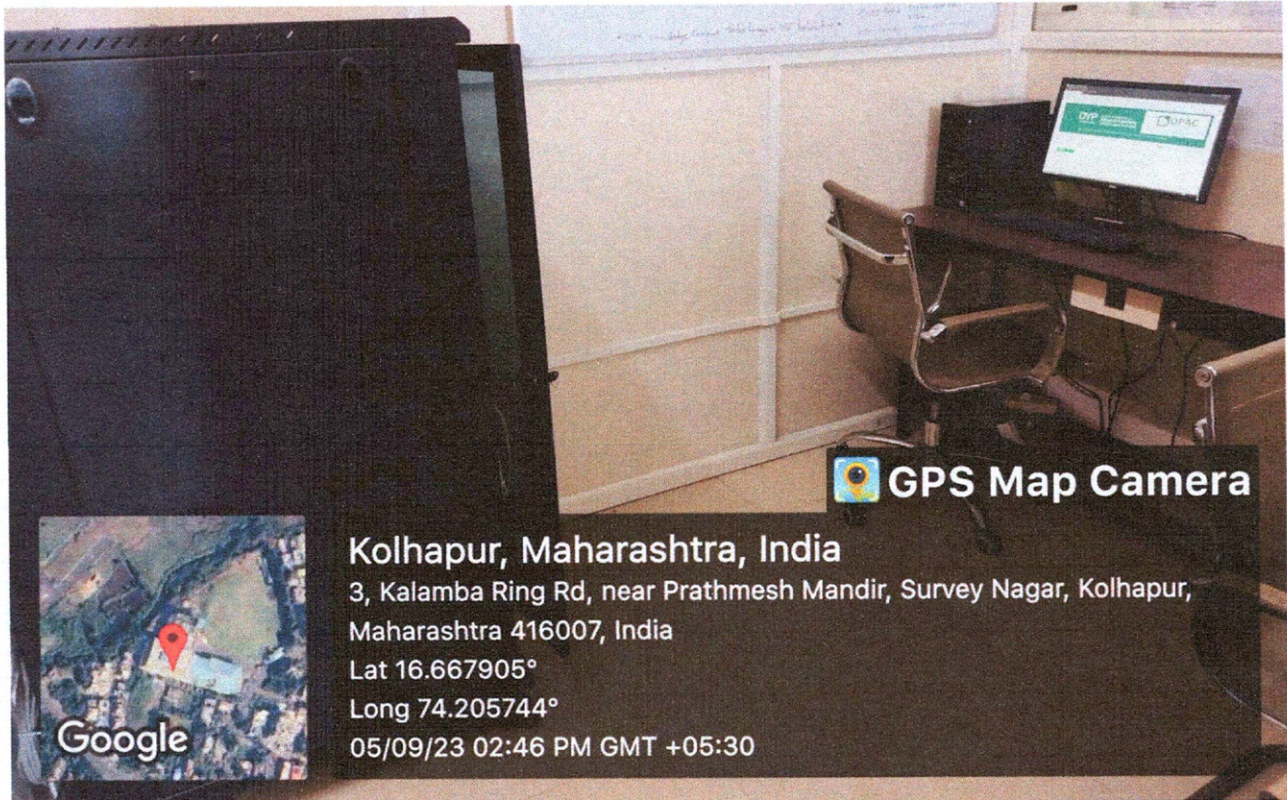 DYP
OPAC
GPS Map Camera
Kolhapur, Maharashtra, India
3, Kalamba Ring Rd, near Prathmesh Mandir, Survey Nagar, Kolhapur,
Maharashtra 416007, India
Lat 16.667905°
Long 74.205744°
05/09/23 02:46 PM GMT +05:30
Google